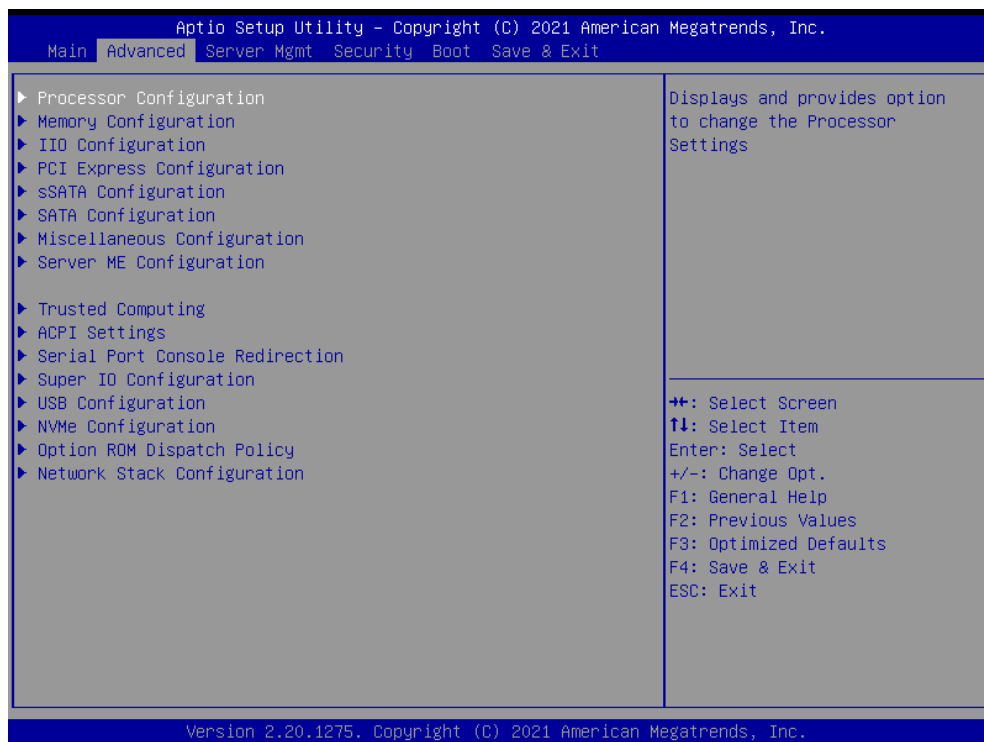 Aptio Setup Utility – Copyright (C) 2021 American Megatrends, Inc.
Main Advanced Server Mgmt Security Boot Save & Exit
Processor Configuration
Memory Configuration
IIO Configuration
PCI Express Configuration
sSATA Configuration
SATA Configuration
Miscellaneous Configuration
Server ME Configuration
Trusted Computing
ACPI Settings
Serial Port Console Redirection
Super IO Configuration
USB Configuration
NVMe Configuration
Option ROM Dispatch Policy
Network Stack Configuration
Displays and provides option
to change the Processor
Settings
→←: Select Screen
↑↓: Select Item
Enter: Select
+/-: Change Opt.
F1: General Help
F2: Previous Values
F3: Optimized Defaults
F4: Save & Exit
ESC: Exit
Version 2.20.1275. Copyright (C) 2021 American Megatrends, Inc.